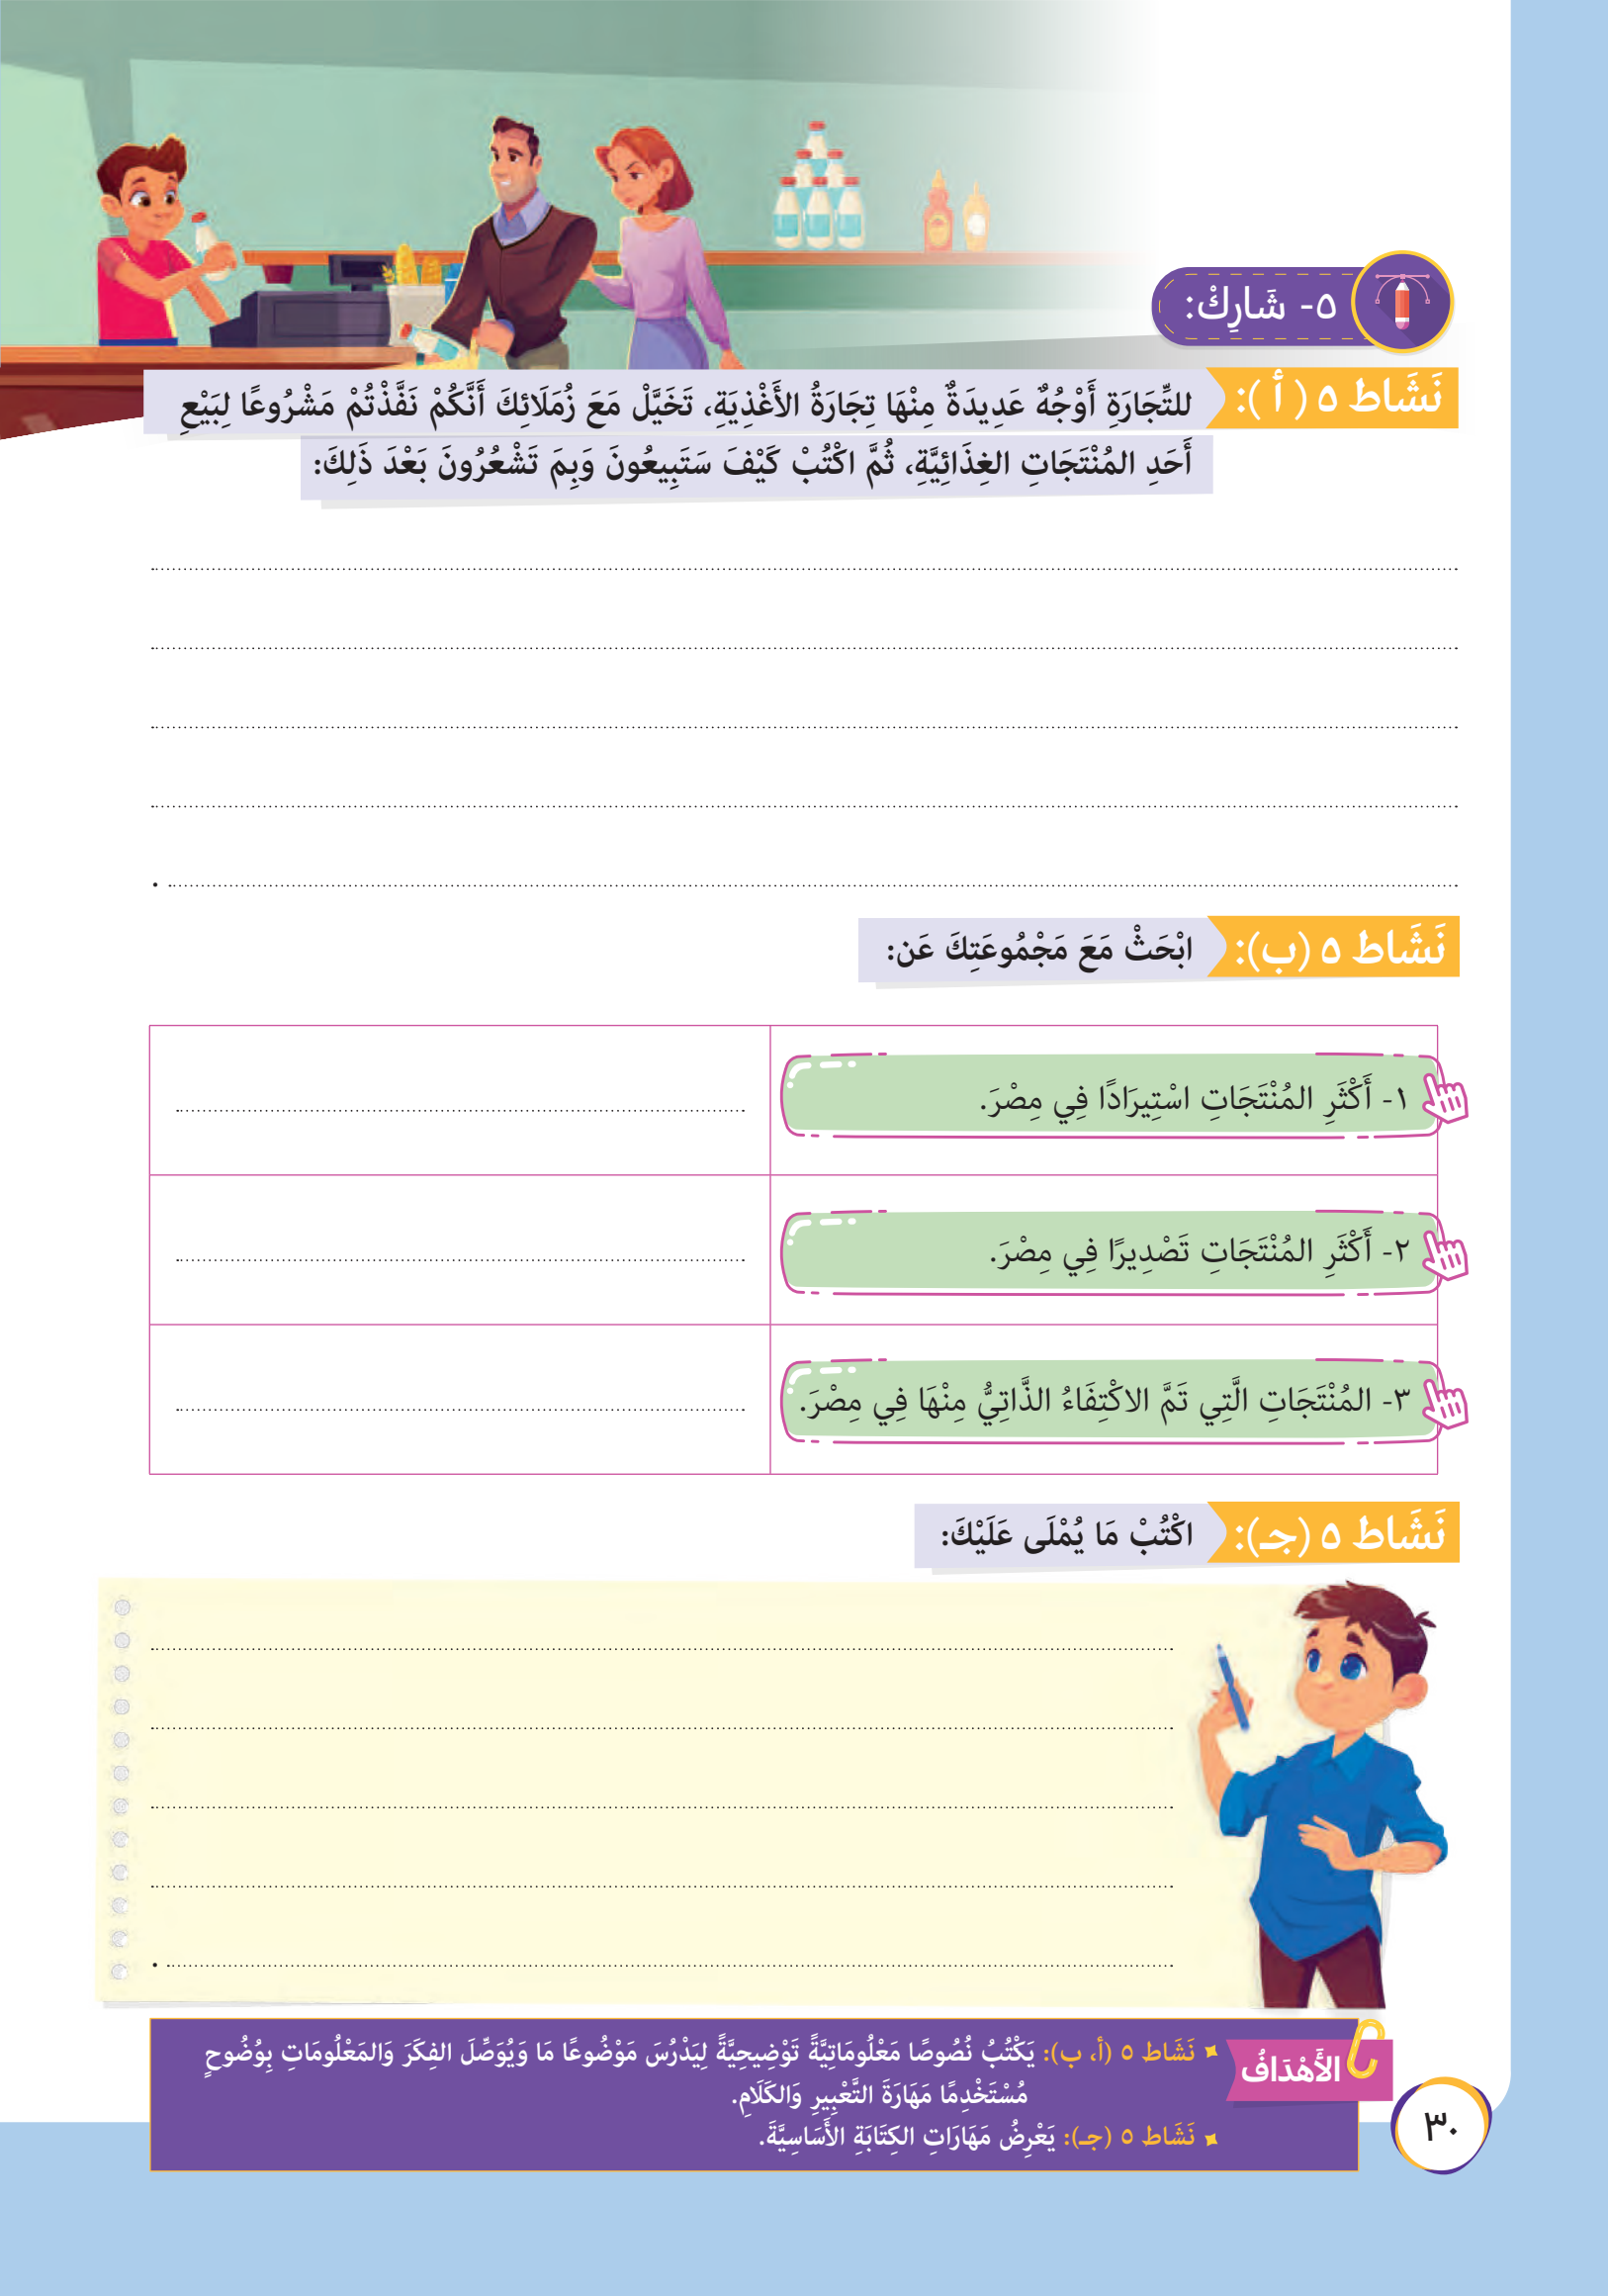 ٥- شَارِكْ:
نَشَاط ٥ ( أ ): للتِّجَارَةِ أَوْجُهٌ عَدِيدَةٌ مِنْهَا تِجَارَةُ الأَغْذِيَةِ، تَخَيَّلْ مَعَ زُمَلَائِكَ أَنَّكُمْ نَفَّذْتُمْ مَشْرُوعًا لِبَيْعِ
أَحَدِ المُنْتَجَاتِ الغِذَائِيَّةِ، ثُمَّ اكْتُبْ كَيْفَ سَتَبِيعُونَ وَبِمَ تَشْعُرُونَ بَعْدَ ذَلِكَ:
نَشَاط ٥ (ب): ابْحَثْ مَعَ مَجْمُوعَتِكَ عَن:
١- أَكْثَرِ المُنْتَجَاتِ اسْتِيرَادًا فِي مِصْرَ.
٢- أَكْثَرِ المُنْتَجَاتِ تَصْدِيرًا فِي مِصْرَ.
٣- المُنْتَجَاتِ الَّتِي تَمَّ الاكْتِفَاءُ الذَّاتِيُّ مِنْهَا فِي مِصْرَ.
نَشَاط ٥ (جـ): اكْتُبْ مَا يُمْلَى عَلَيْكَ:
الأَهْدَافُ
نَشَاط ٥ (أ، ب): يَكْتُبُ نُصُوصًا مَعْلُومَاتِيَّةً تَوْضِيحِيَّةً لِيَدْرُسَ مَوْضُوعًا مَا وَيُوَصِّلَ الفِكَرَ وَالمَعْلُومَاتِ بِوُضُوحٍ
مُسْتَخْدِمًا مَهَارَةَ التَّعْبِيرِ وَالكَلَامِ.
نَشَاط ٥ (جـ): يَعْرِضُ مَهَارَاتِ الكِتَابَةِ الأَسَاسِيَّةَ.
٣٠